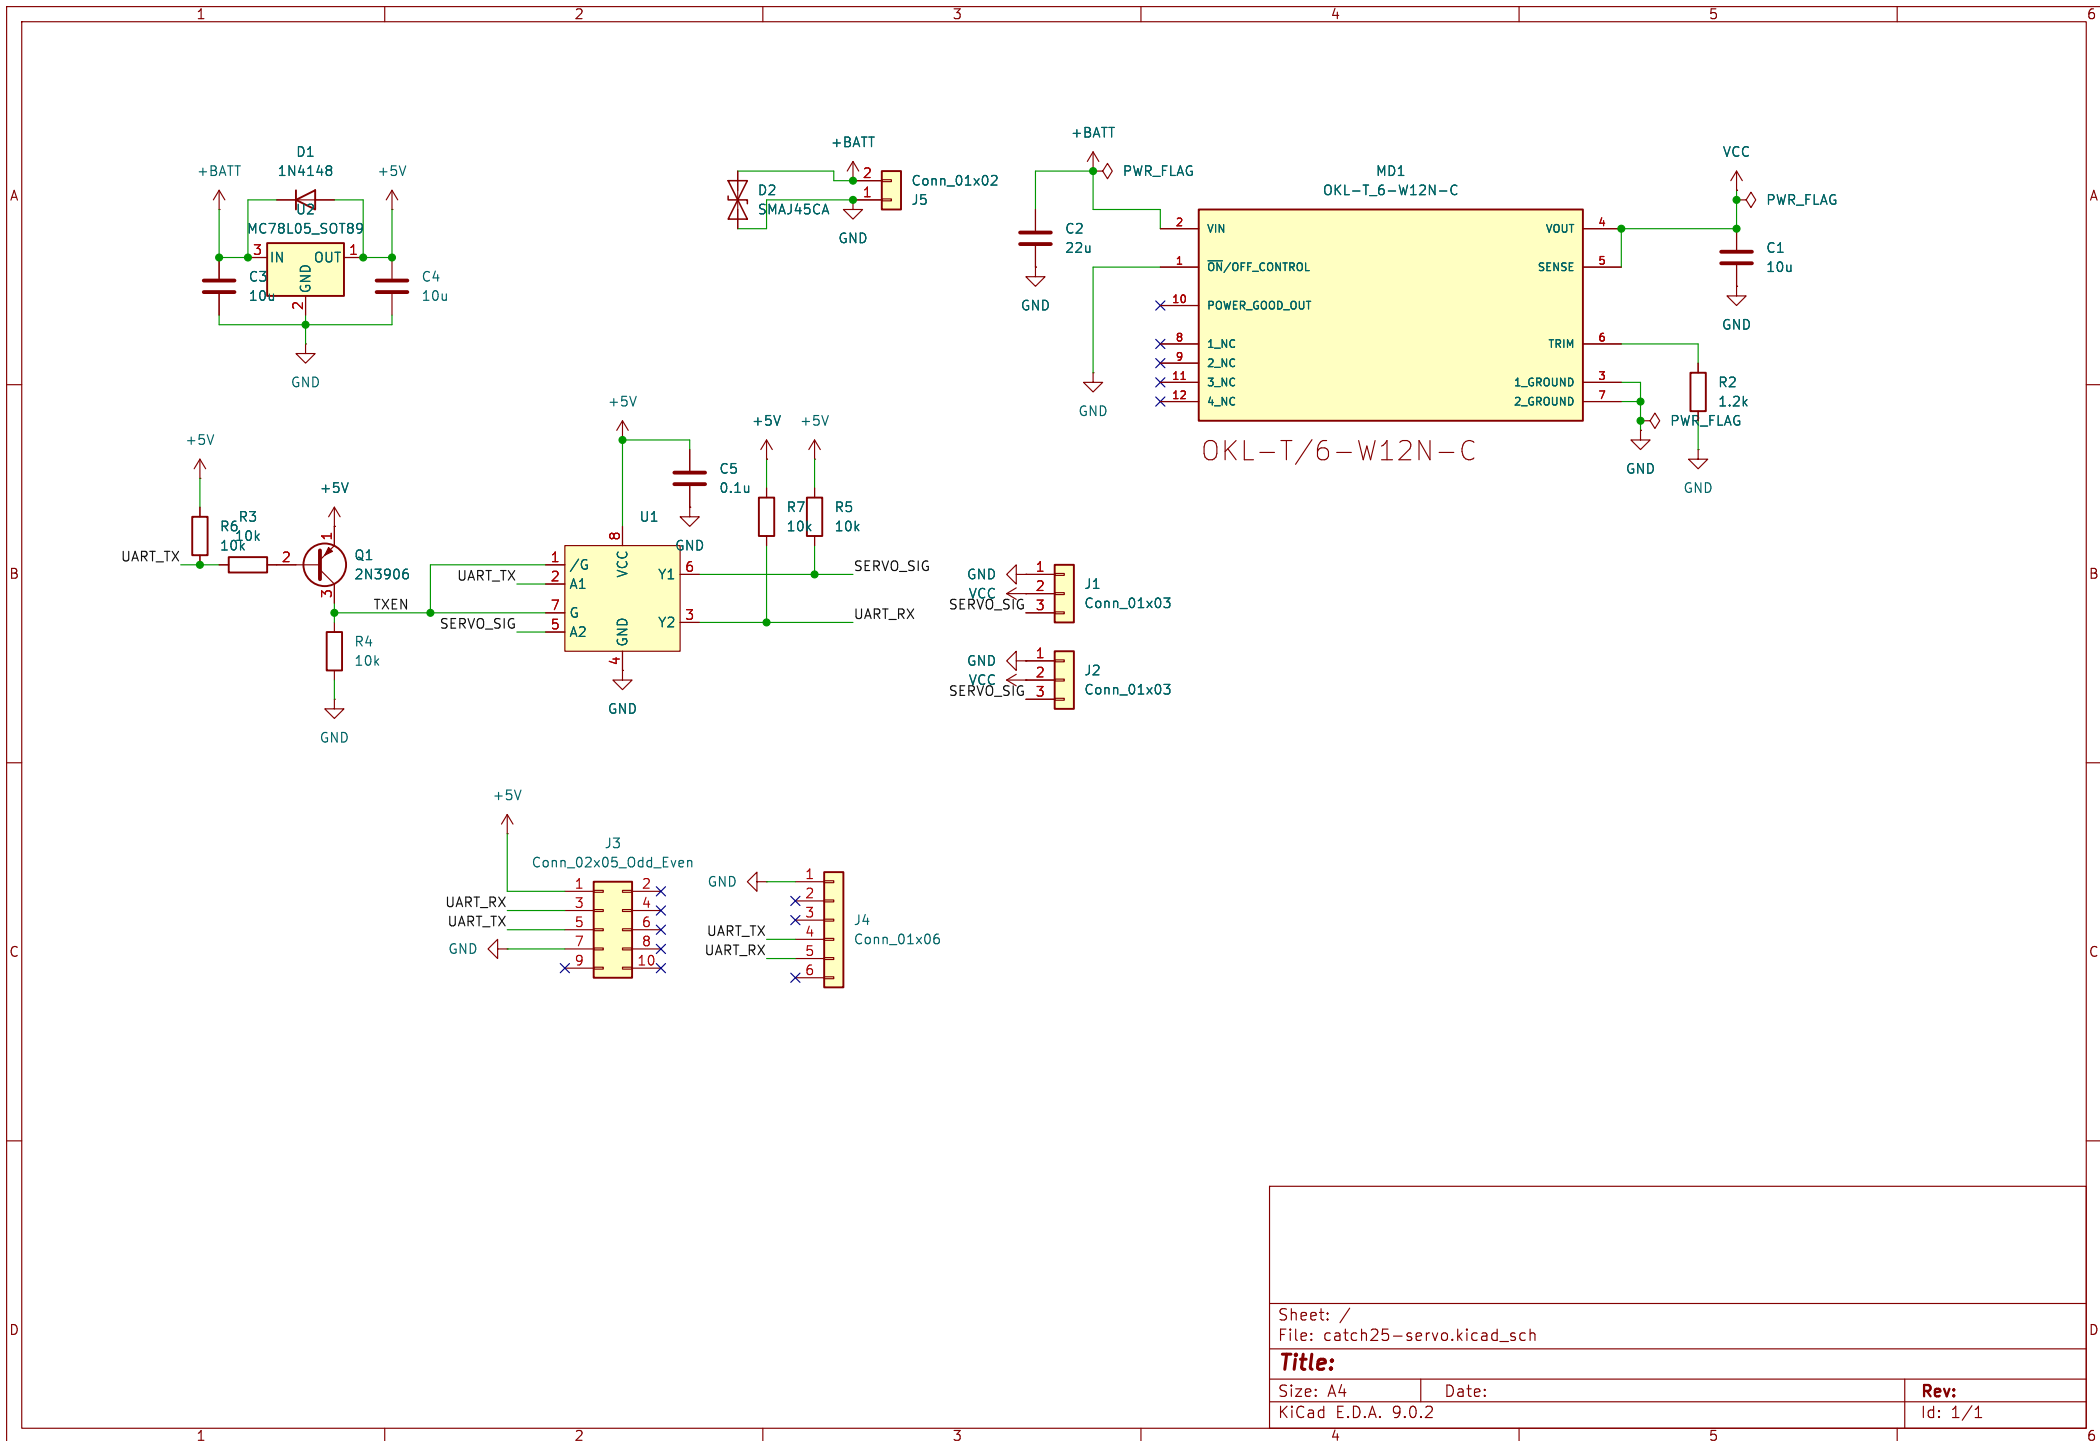 1 2 3 4 5 6
A
B
C
D
A
B
C
D
1 2 3 4 5 6
D1
1N4148
+BATT
+5V
U2
MC78L05_SOT89
3 IN
OUT 1
GND
2
C3
10u
C4
10u
GND
+BATT
D2
SMAJ45CA
2
1
Conn_01x02
J5
GND
+BATT
PWR_FLAG
C2
22u
GND
MD1
OKL-T_6-W12N-C
2 VIN
1 ON/OFF_CONTROL
10 POWER_GOOD_OUT
8 1_NC
9 2_NC
11 3_NC
12 4_NC
VOUT 4
SENSE 5
TRIM 6
1_GROUND 3
2_GROUND 7
OKL-T/6-W12N-C
GND
VCC
PWR_FLAG
C1
10u
GND
R2
1.2k
PWR_FLAG
GND
GND
+5V
R6
10k
R3
10k
UART_TX
2
+5V
1
Q1
2N3906
3
TXEN
R4
10k
GND
+5V
C5
0.1u
GND
U1
8
VCC
1 /G
UART_TX
2 A1
7 G
SERVO_SIG
5 A2
Y1 6
Y2 3
GND
4
GND
+5V
+5V
R7
10k
R5
10k
SERVO_SIG
UART_RX
GND 1
VCC 2
SERVO_SIG 3
J1
Conn_01x03
GND 1
VCC 2
SERVO_SIG 3
J2
Conn_01x03
+5V
J3
Conn_02x05_Odd_Even
1 2
UART_RX 3 4
UART_TX 5 6
GND 7 8
9 10
GND 1
2
3
UART_TX 4
UART_RX 5
6
J4
Conn_01x06
Sheet: /
File: catch25-servo.kicad_sch
Title:
Size: A4 Date: Rev:
KiCad E.D.A. 9.0.2 Id: 1/1